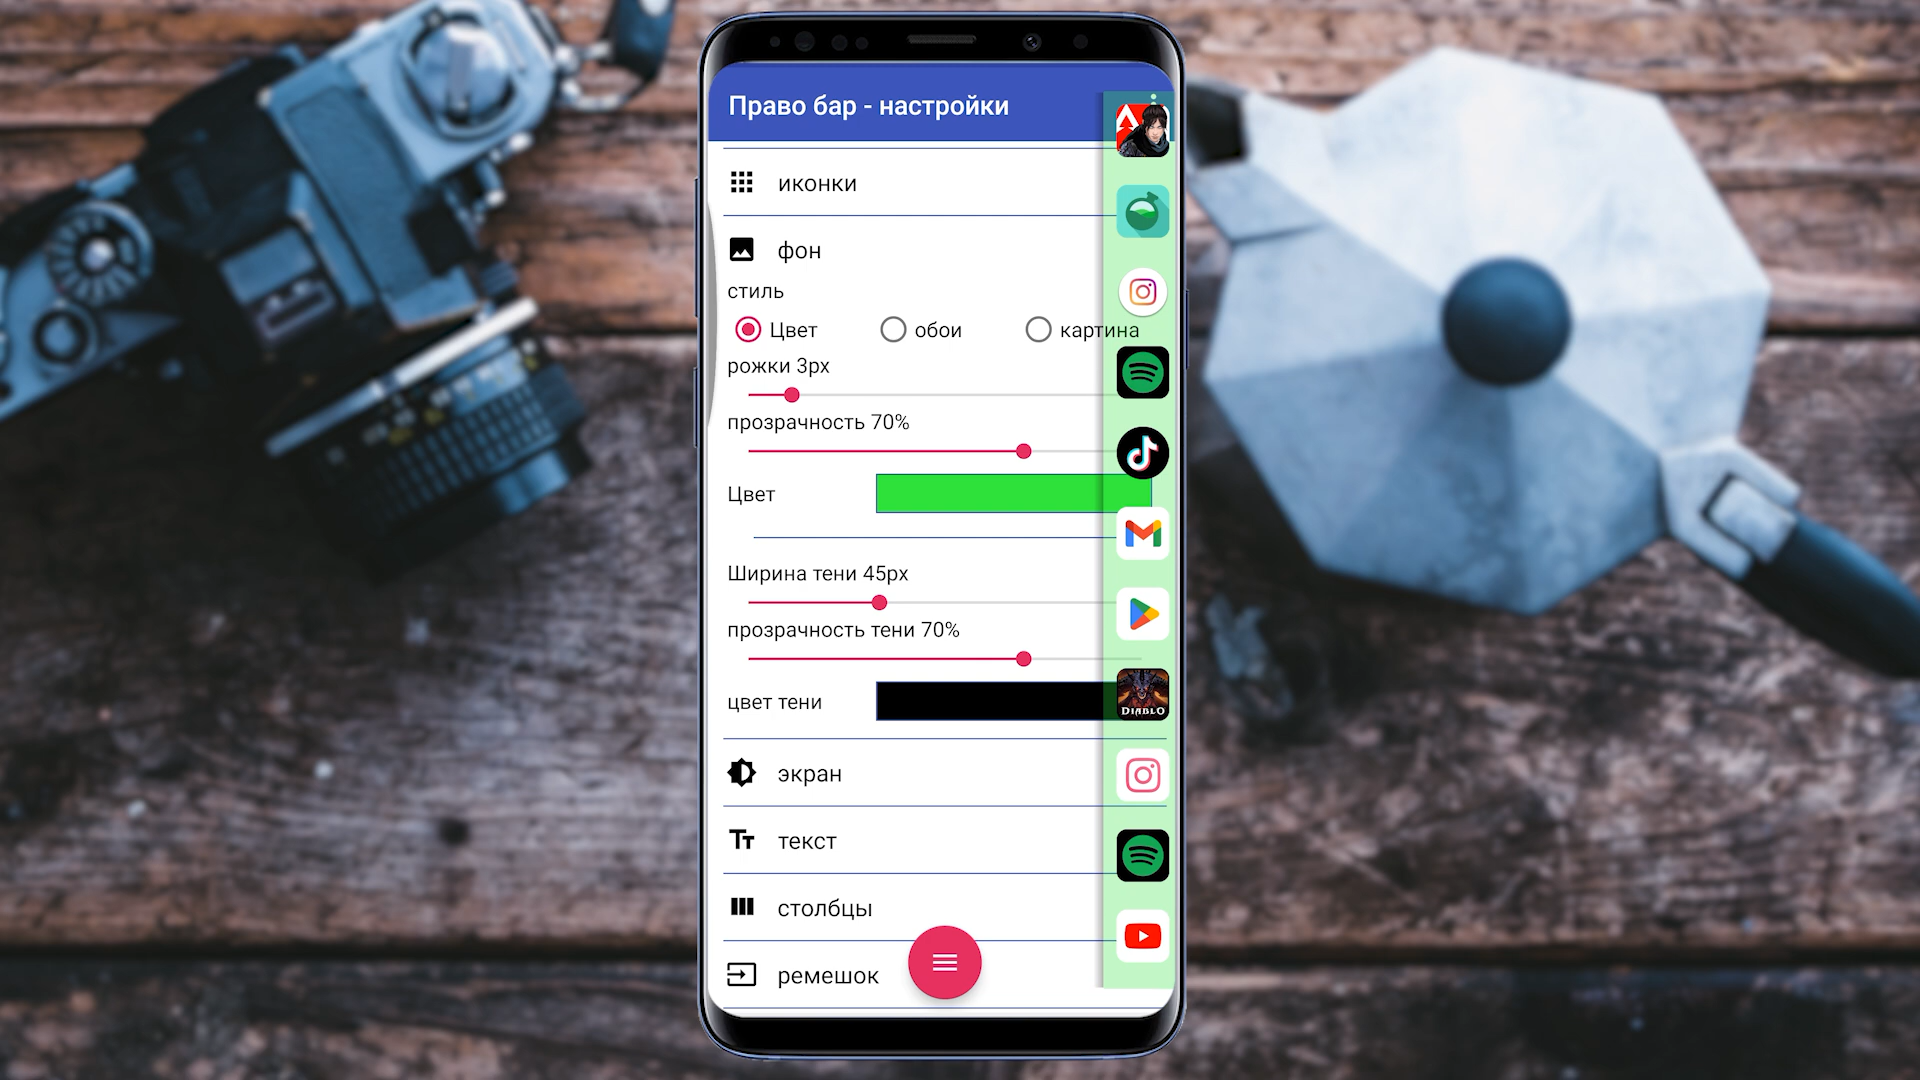 Право бар - настройки
иконки
фон
стиль
Цвет
обои
картина
рожки 3px
прозрачность 70%
Цвет
Ширина тени 45px
прозрачность тени 70%
цвет тени
DIABLO
экран
Tт текст
столбцы
ремешок